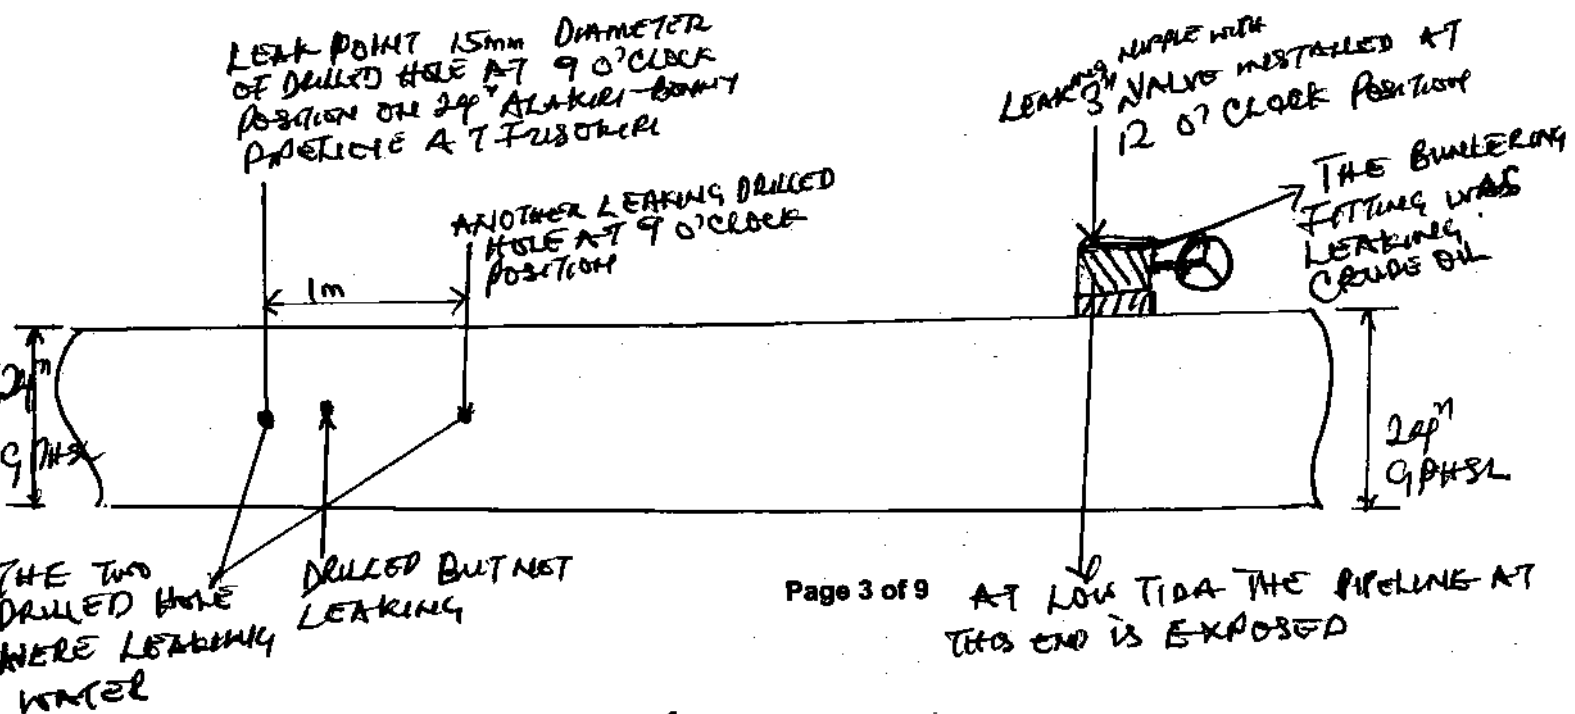 LEAK POINT 15mm DIAMETER
OF DRILLED HOLE AT 9 O'CLOCK
POSITION ON 24" ALAKIRI-BONNY
PIPELINE AT
LEAKING NIPPLE WITH
3" VALVE INSTALLED AT
12 O'CLOCK POSITION
THE BUNKERING
FITTING WAS
LEAKING
CRUDE OIL
ANOTHER LEAKING DRILLED
HOLE AT 9 O'CLOCK
POSITION
1m
24"
24"
THE TWO
DRILLED HOLE
WERE LEAKING
WATER
DRILLED BUT NOT
LEAKING
Page 3 of 9
AT LOW TIDA THE PIPELINE AT
THIS END IS EXPOSED